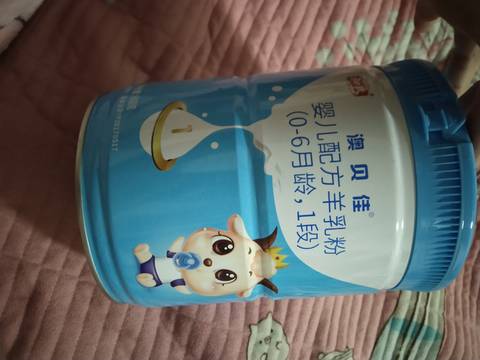 澳贝佳®
婴儿配方羊乳粉
(0-6月龄，1段)
1